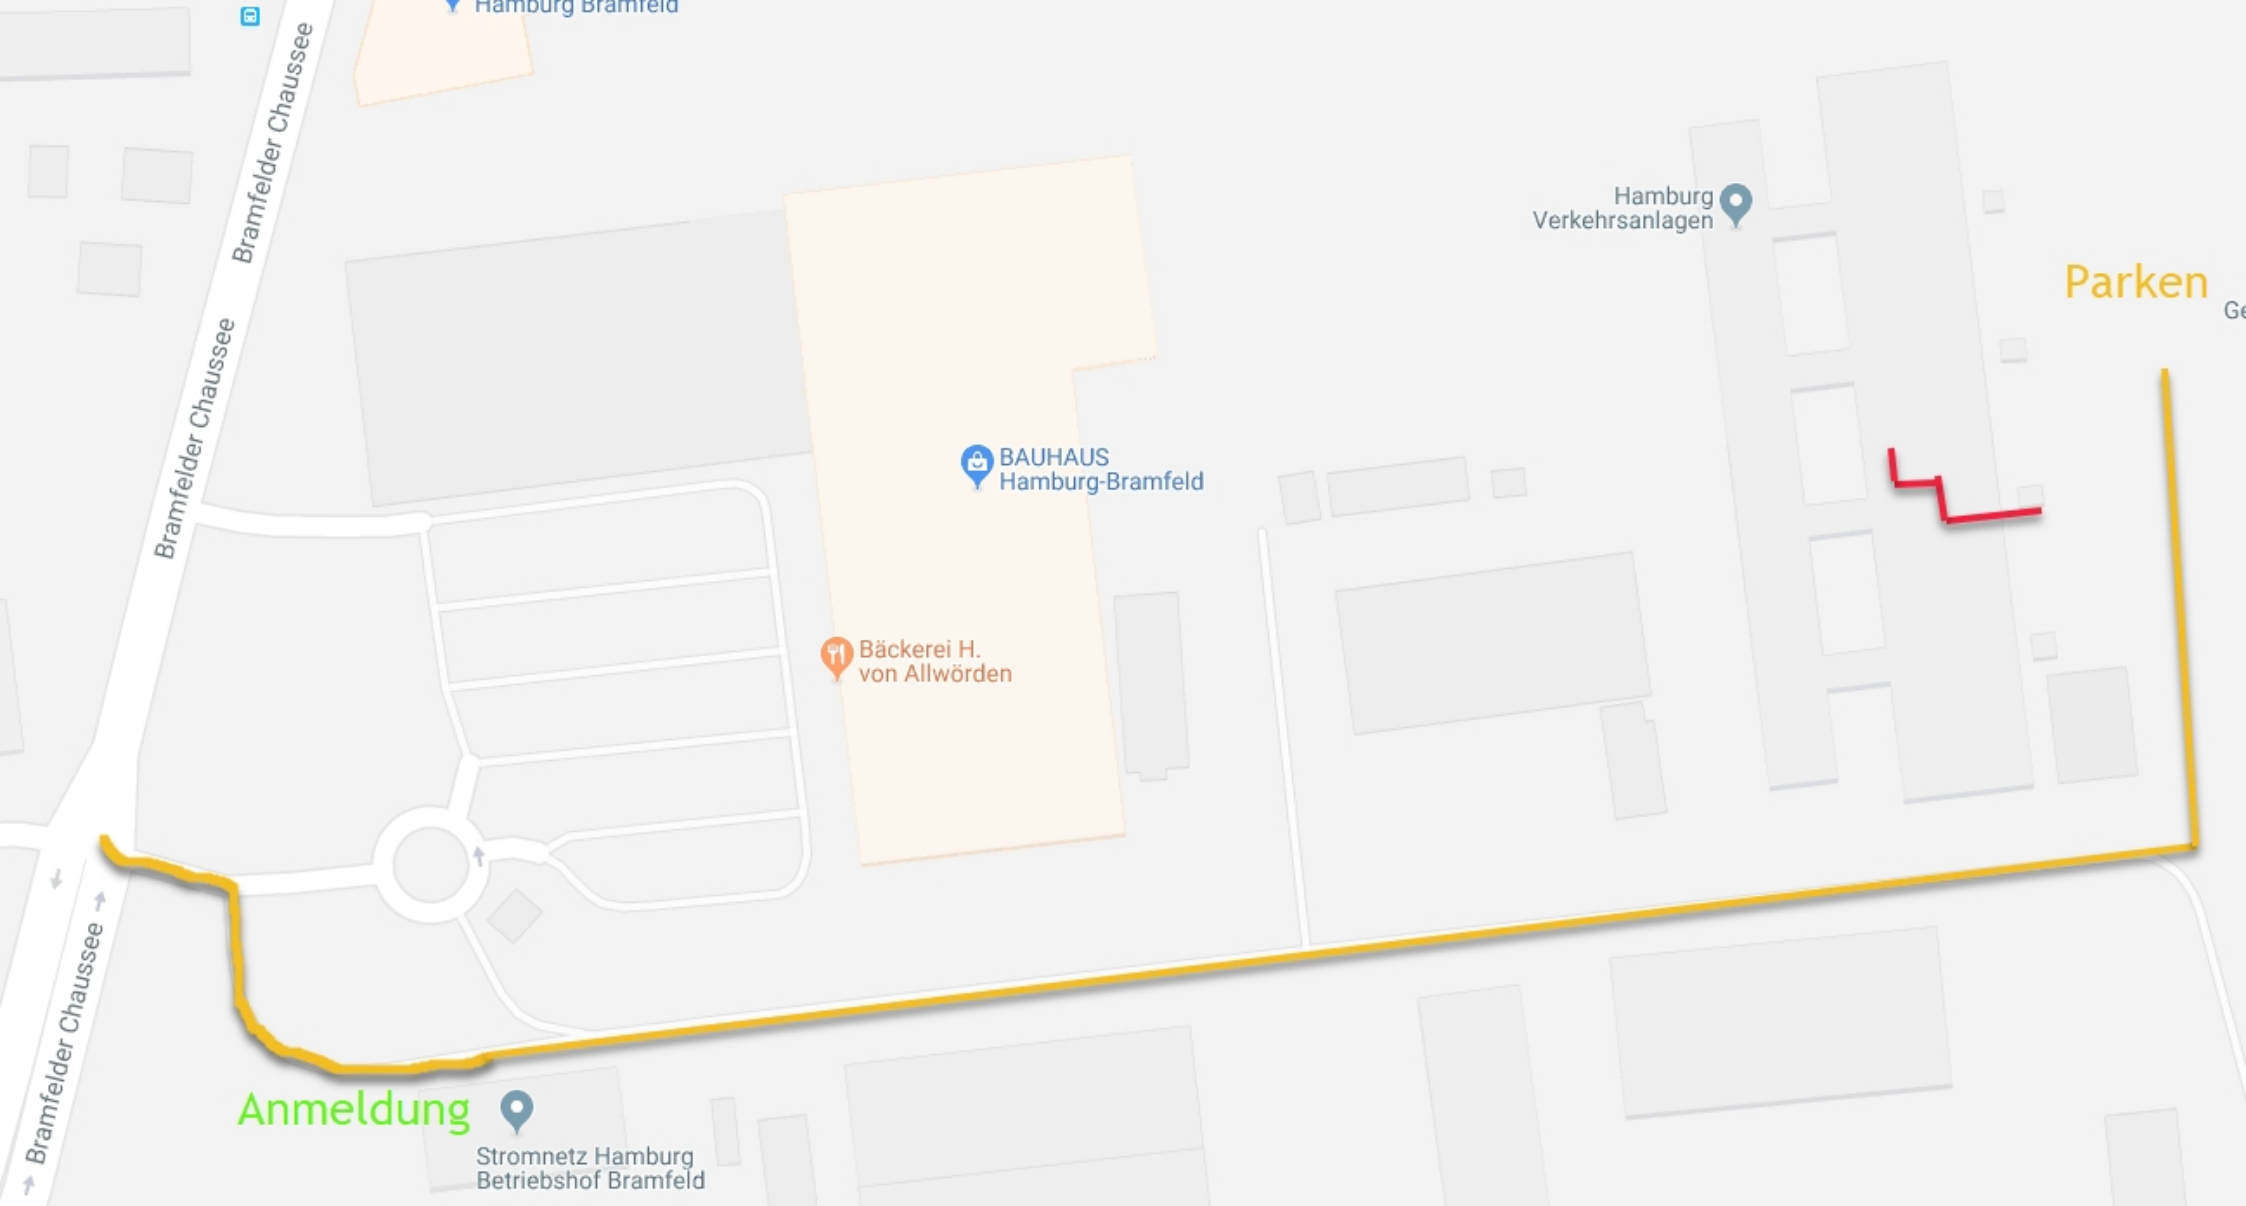 Hamburg Bramfeld
Bramfelder Chaussee
Hamburg
Verkehrsanlagen
Parken
Ge
Bramfelder Chaussee
BAUHAUS
Hamburg-Bramfeld
Bäckerei H.
von Allwörden
Bramfelder Chaussee
Anmeldung
Stromnetz Hamburg
Betriebshof Bramfeld